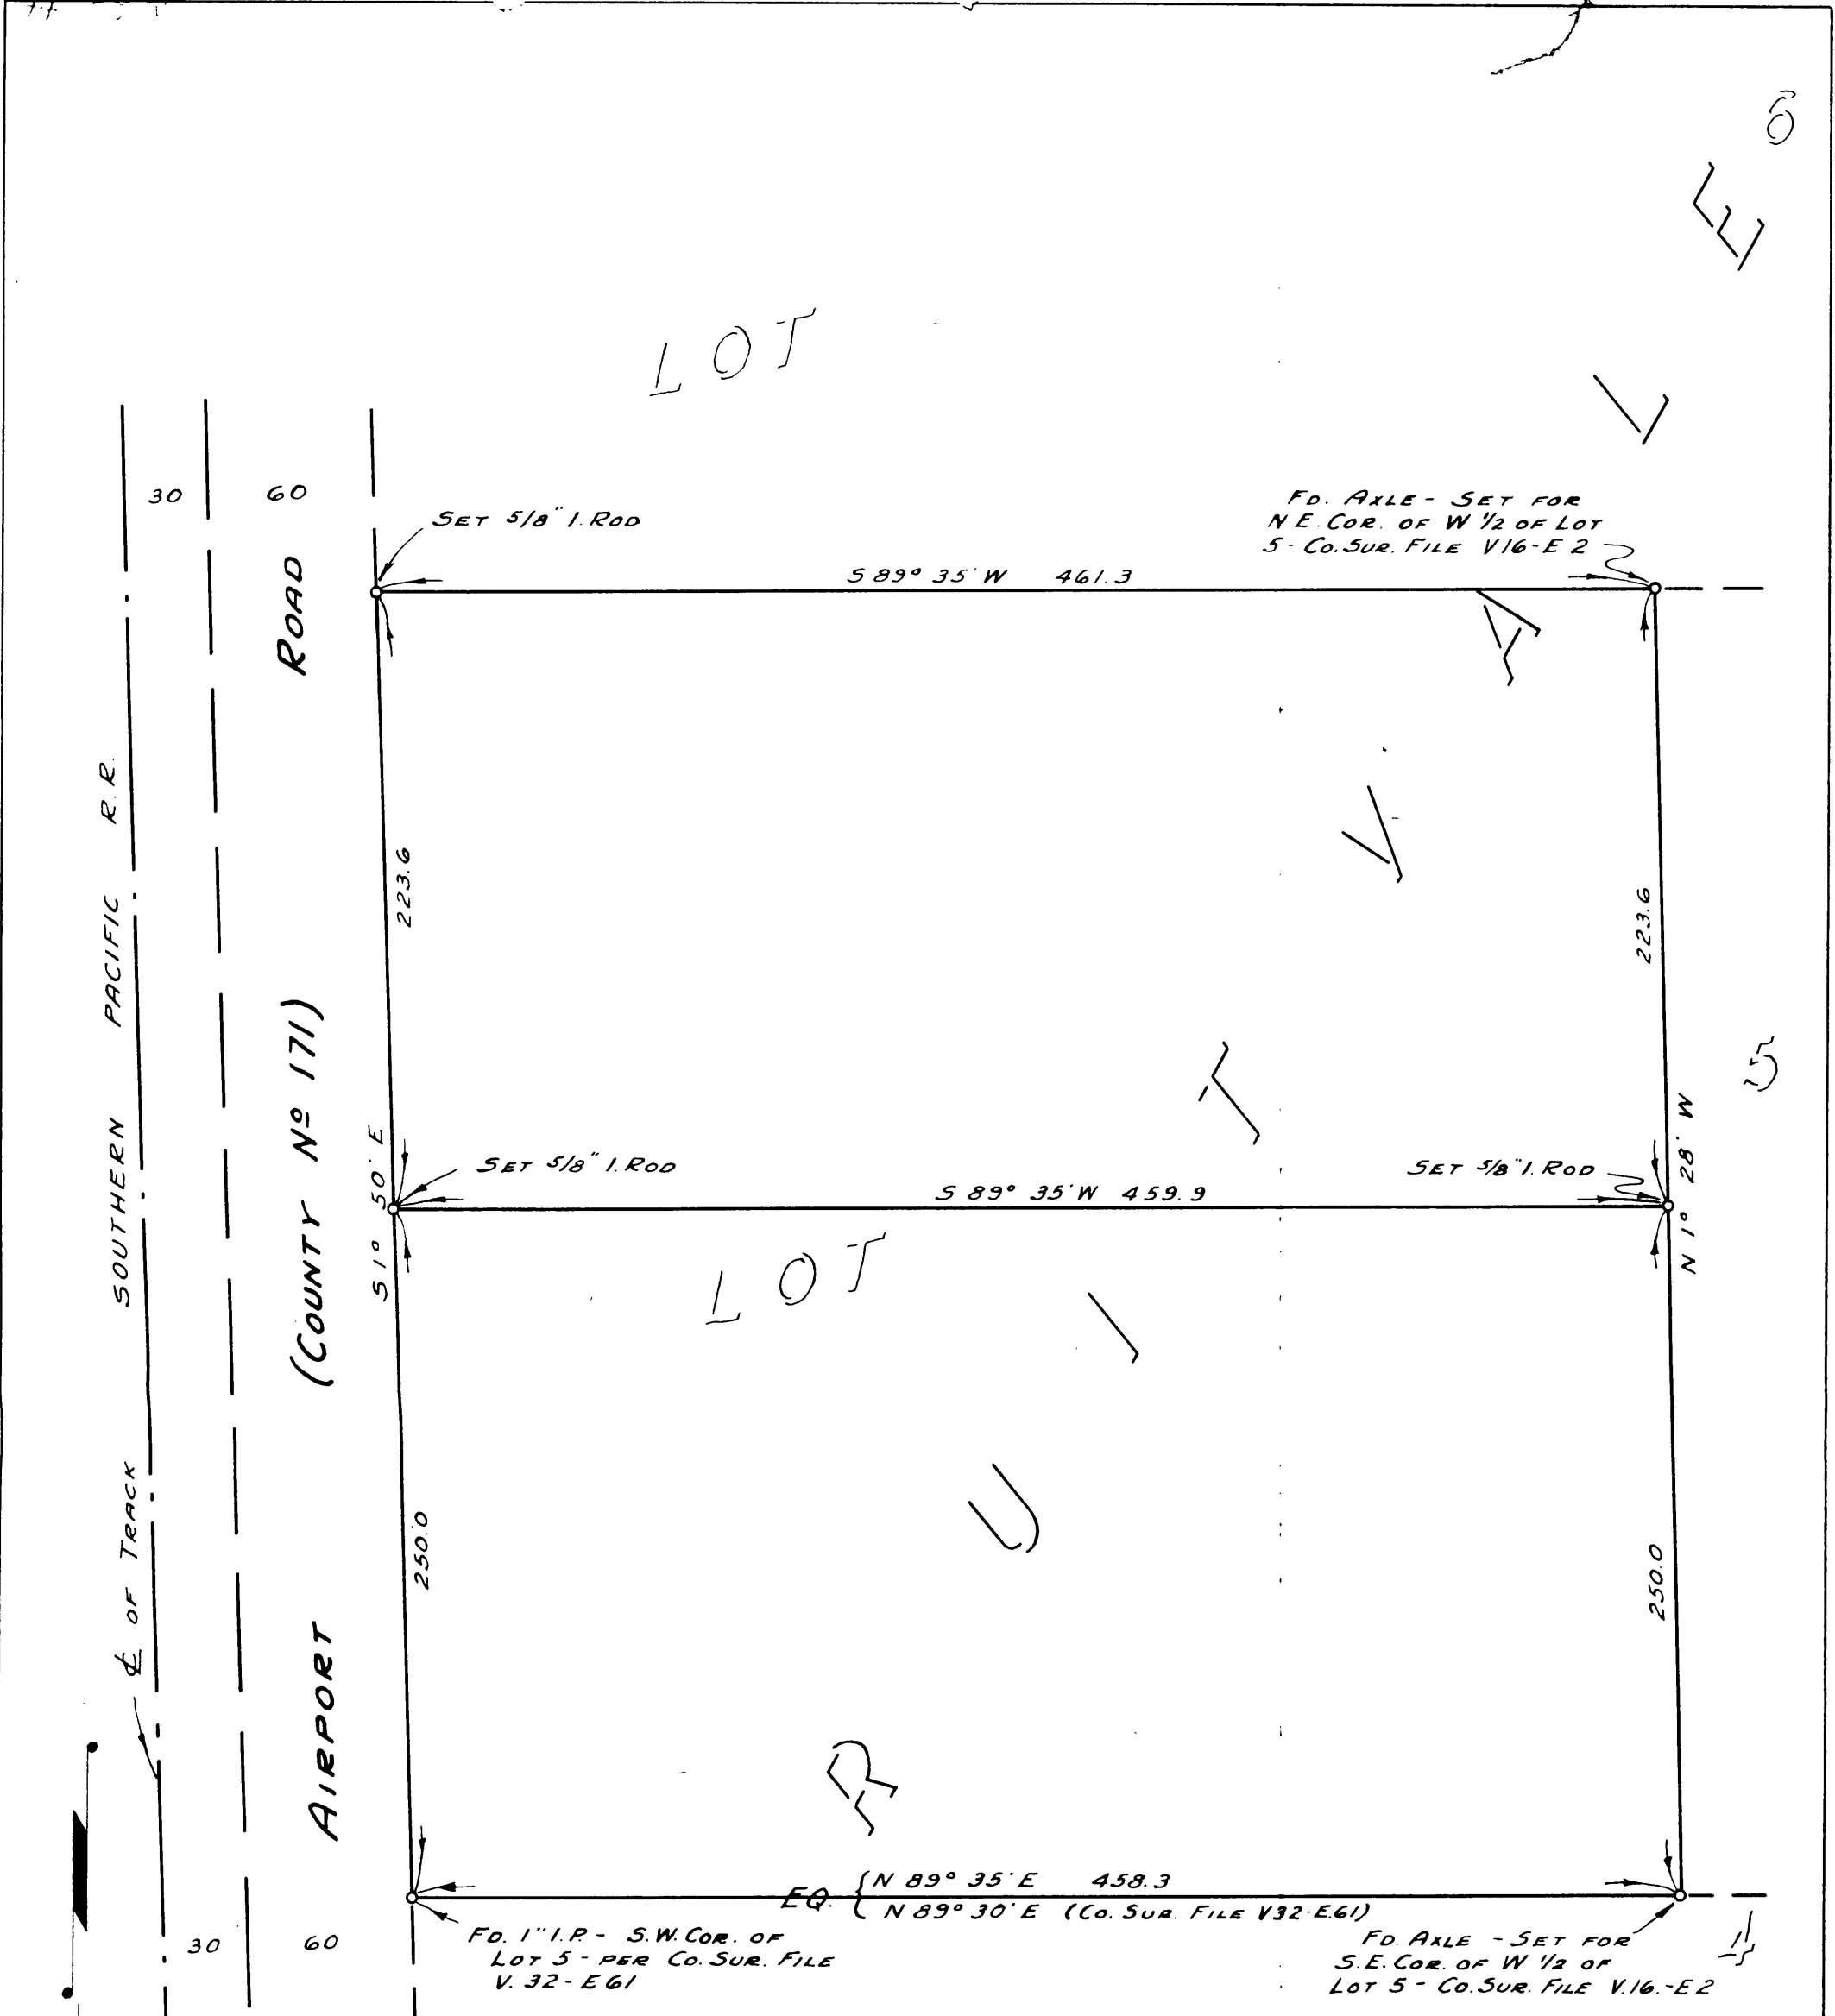 6
LOT
30
60
SET 5/8" I. ROD
FD. AXLE - SET FOR
N E. COR. OF W 1/2 OF LOT
5 - CO. SUR. FILE V16-E 2
S 89° 35' W 461.3
223.6
223.6
SOUTHERN PACIFIC R.R.
AIRPORT (COUNTY Nº 171) ROAD
S 1° 50' E
SET 5/8" I. ROD
SET 5/8" I. ROD
S 89° 35' W 459.9
N 1° 28' W
5
LOT
RUITVALE
250.0
250.0
℄ OF TRACK
EQ. { N 89° 35' E 458.3
N 89° 30' E (CO. SUR. FILE V32-E61)
FD. 1" I.P. - S.W. COR. OF
LOT 5 - PER CO. SUR. FILE
V. 32 - E 61
30
60
FD. AXLE - SET FOR
S.E. COR. OF W 1/2 OF
LOT 5 - CO. SUR. FILE V.16.-E 2
4